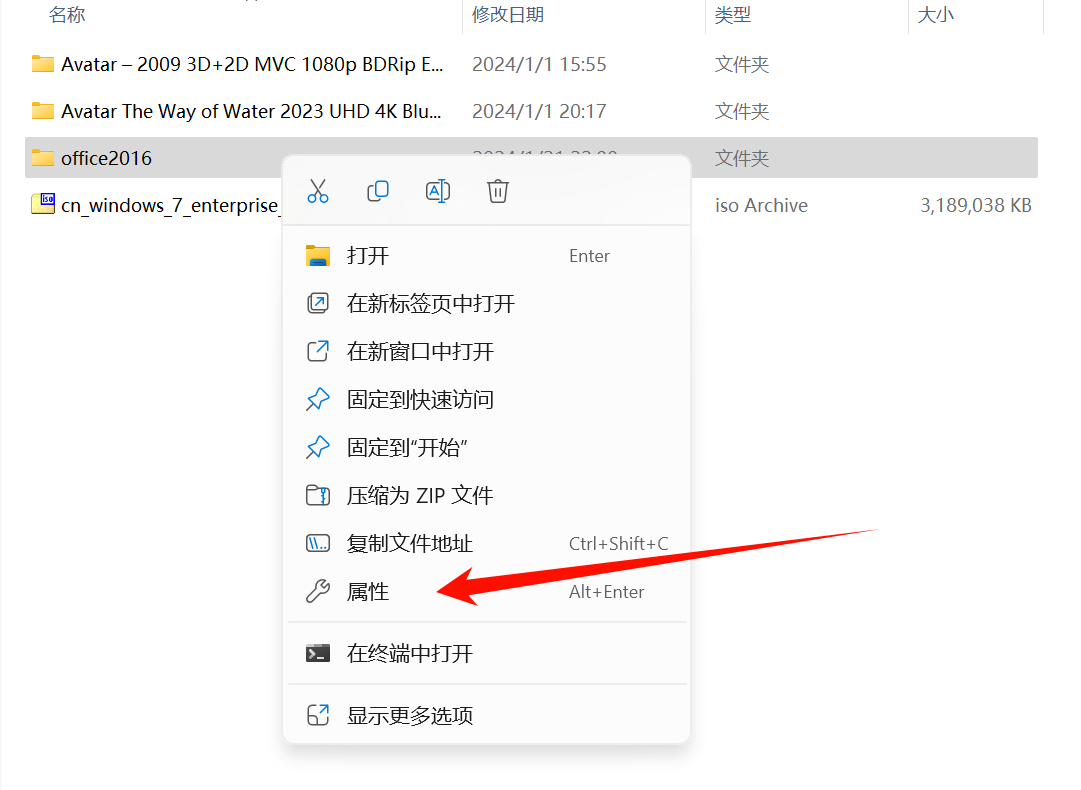 名称 修改日期 类型 大小
Avatar – 2009 3D+2D MVC 1080p BDRip E... 2024/1/1 15:55 文件夹
Avatar The Way of Water 2023 UHD 4K Blu... 2024/1/1 20:17 文件夹
office2016 文件夹
cn_windows_7_enterprise_ iso Archive 3,189,038 KB
打开 Enter
在新标签页中打开
在新窗口中打开
固定到快速访问
固定到“开始”
压缩为 ZIP 文件
复制文件地址 Ctrl+Shift+C
属性 Alt+Enter
在终端中打开
显示更多选项